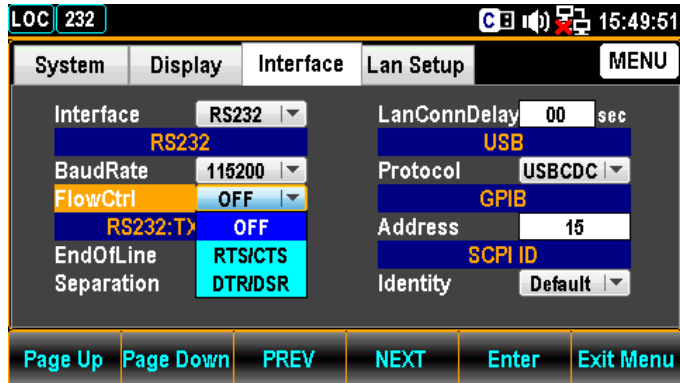 LOC 232 C 15:49:51
System Display Interface Lan Setup MENU
Interface RS232
RS232
BaudRate 115200
FlowCtrl OFF
RS232:TX
OFF
RTS/CTS
DTR/DSR
EndOfLine
Separation
LanConnDelay 00 sec
USB
Protocol USBCDC
GPIB
Address 15
SCPI ID
Identity Default
Page Up Page Down PREV NEXT Enter Exit Menu